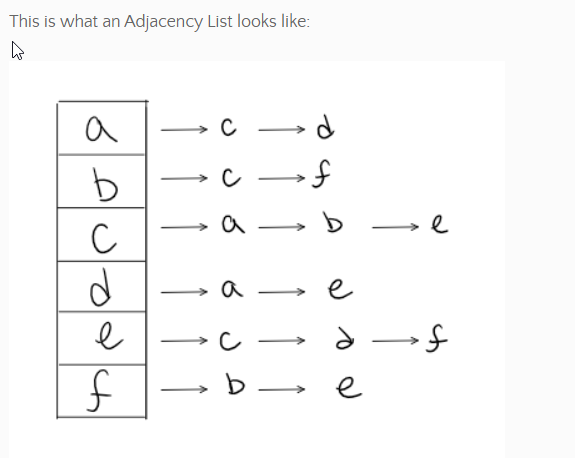 This is what an Adjacency List looks like:
a → c → d
b → c → f
c → a → b → e
d → a → e
e → c → d → f
f → b → e